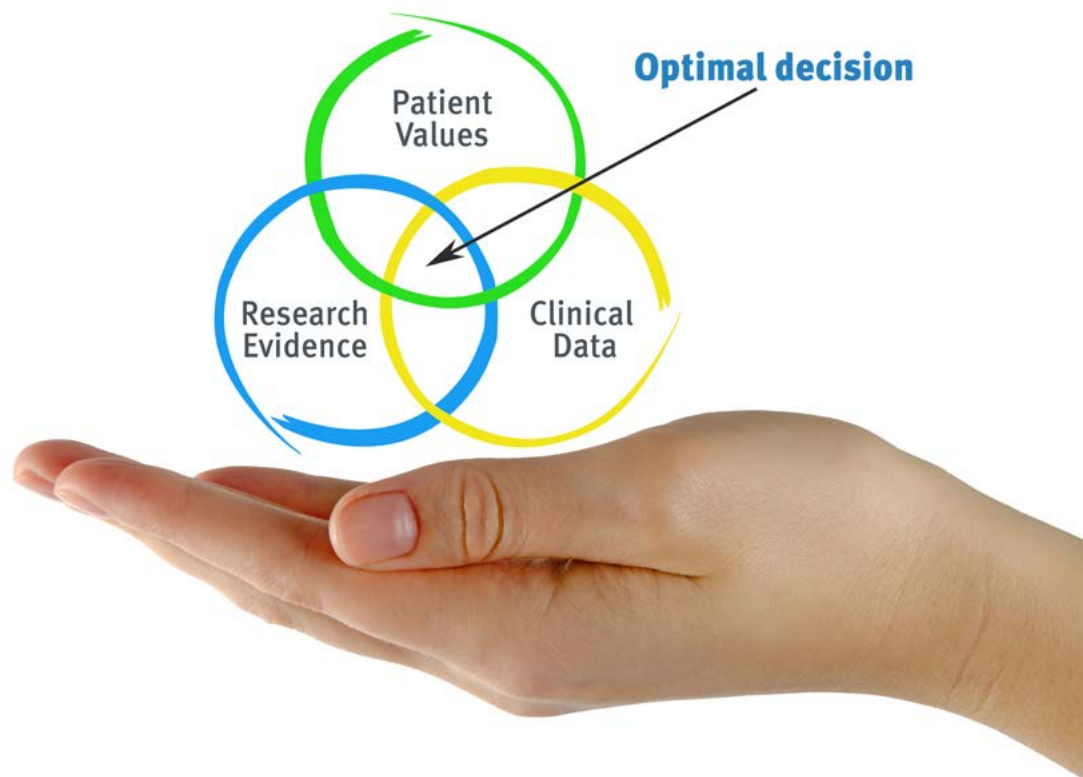 Optimal decision
Patient
Values
Research
Evidence
Clinical
Data